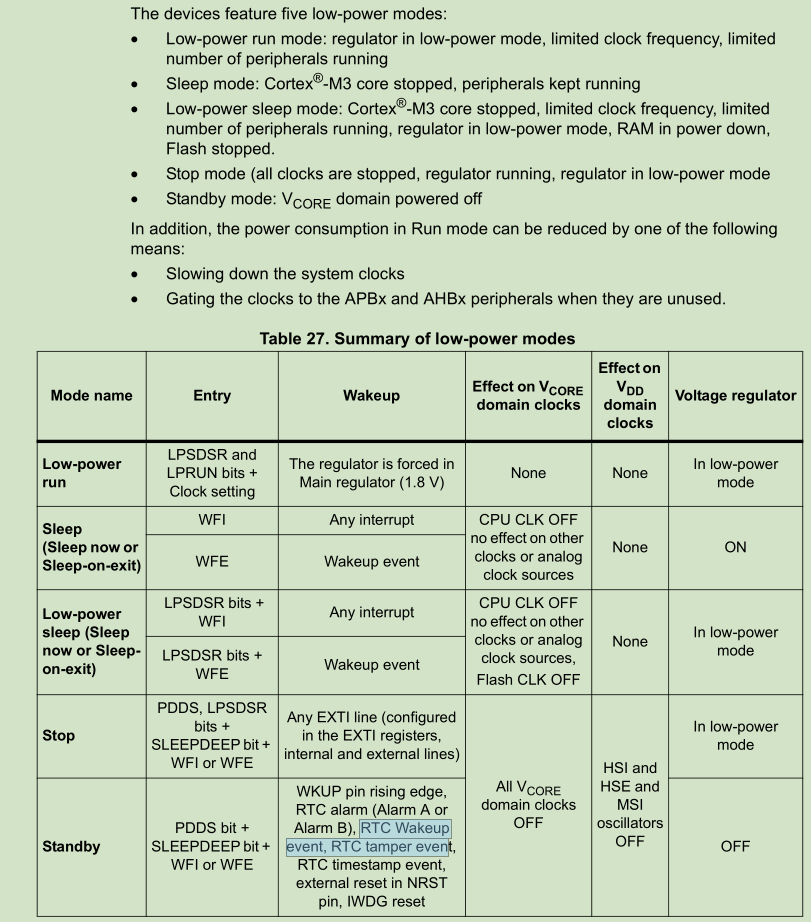 The devices feature five low-power modes:
• Low-power run mode: regulator in low-power mode, limited clock frequency, limited
number of peripherals running
• Sleep mode: Cortex®-M3 core stopped, peripherals kept running
• Low-power sleep mode: Cortex®-M3 core stopped, limited clock frequency, limited
number of peripherals running, regulator in low-power mode, RAM in power down,
Flash stopped.
• Stop mode (all clocks are stopped, regulator running, regulator in low-power mode
• Standby mode: VCORE domain powered off
In addition, the power consumption in Run mode can be reduced by one of the following
means:
• Slowing down the system clocks
• Gating the clocks to the APBx and AHBx peripherals when they are unused.
Table 27. Summary of low-power modes
Mode name
Entry
Wakeup
Effect on VCORE
domain clocks
Effect on
VDD
domain
clocks
Voltage regulator
Low-power
run
LPSDSR and
LPRUN bits +
Clock setting
The regulator is forced in
Main regulator (1.8 V)
None
None
In low-power
mode
Sleep
(Sleep now or
Sleep-on-exit)
WFI
Any interrupt
WFE
Wakeup event
CPU CLK OFF
no effect on other
clocks or analog
clock sources
None
ON
Low-power
sleep (Sleep
now or Sleep-
on-exit)
LPSDSR bits +
WFI
Any interrupt
LPSDSR bits +
WFE
Wakeup event
CPU CLK OFF
no effect on other
clocks or analog
clock sources,
Flash CLK OFF
None
In low-power
mode
Stop
PDDS, LPSDSR
bits +
SLEEPDEEP bit +
WFI or WFE
Any EXTI line (configured
in the EXTI registers,
internal and external lines)
All VCORE
domain clocks
OFF
HSI and
HSE and
MSI
oscillators
OFF
In low-power
mode
Standby
PDDS bit +
SLEEPDEEP bit +
WFI or WFE
WKUP pin rising edge,
RTC alarm (Alarm A or
Alarm B), RTC Wakeup
event, RTC tamper event,
RTC timestamp event,
external reset in NRST
pin, IWDG reset
OFF